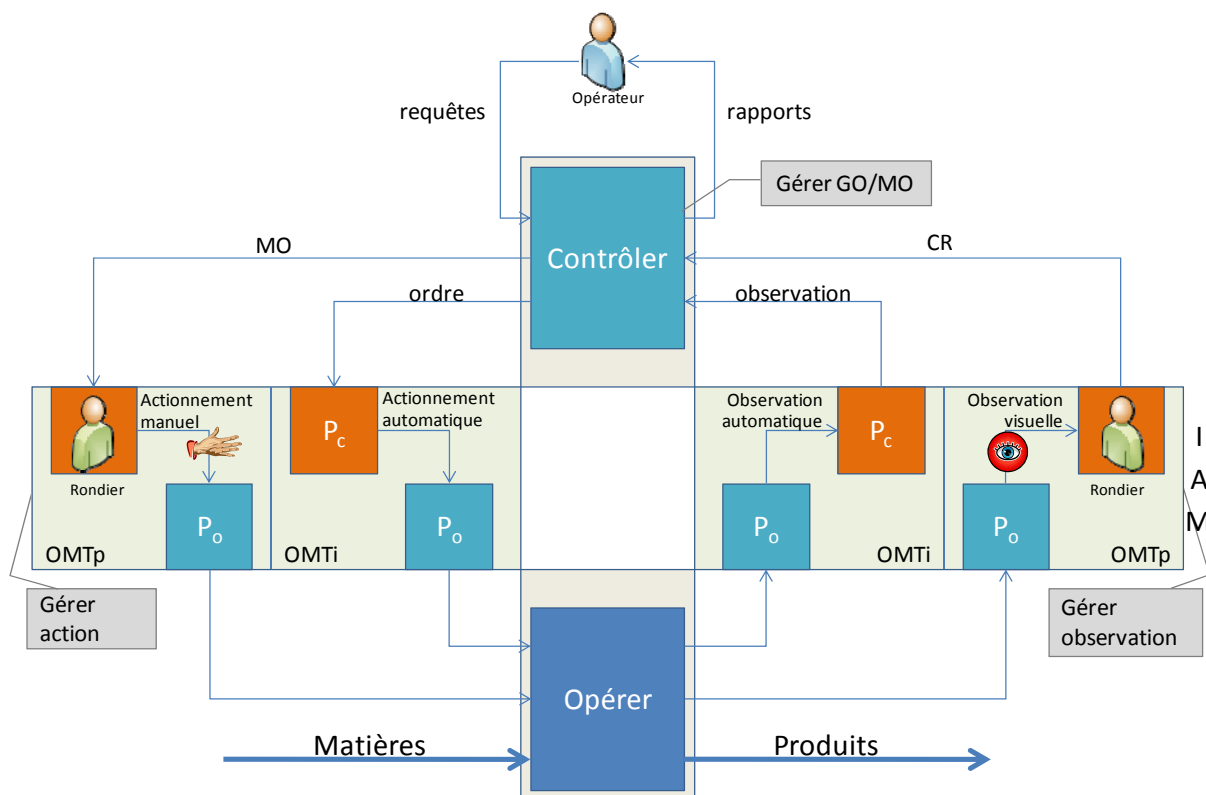 Opérateur
requêtes
rapports
Gérer GO/MO
Contrôler
MO
CR
ordre
observation
Actionnement
manuel
Rondier
Po
OMTp
Actionnement
automatique
Pc
Po
OMTi
Observation
automatique
Pc
Po
OMTi
Observation
visuelle
Rondier
Po
OMTp
I
A
M
Gérer
action
Gérer
observation
Opérer
Matières
Produits